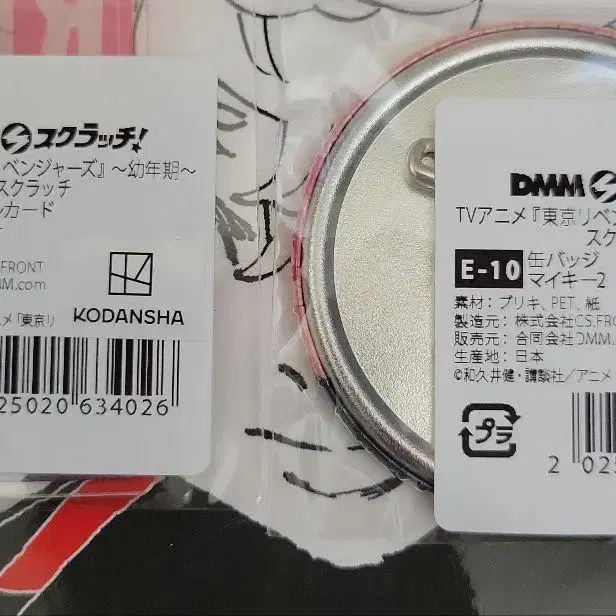 スクラッチ!
ベンジャーズ』～幼年期～
スクラッチ
ルカード
FRONT
M.com
メ「東京リ
KODANSHA
25020 634026
DMM
TVアニメ『東京リベン
スク
E-10
缶バッジ
マイキー2
素材：ブリキ、PET、紙
製造元：株式会社CS.FRO
販売元：合同会社DMM.
生産地：日本
©和久井健・講談社／アニメ
プラ
2 025